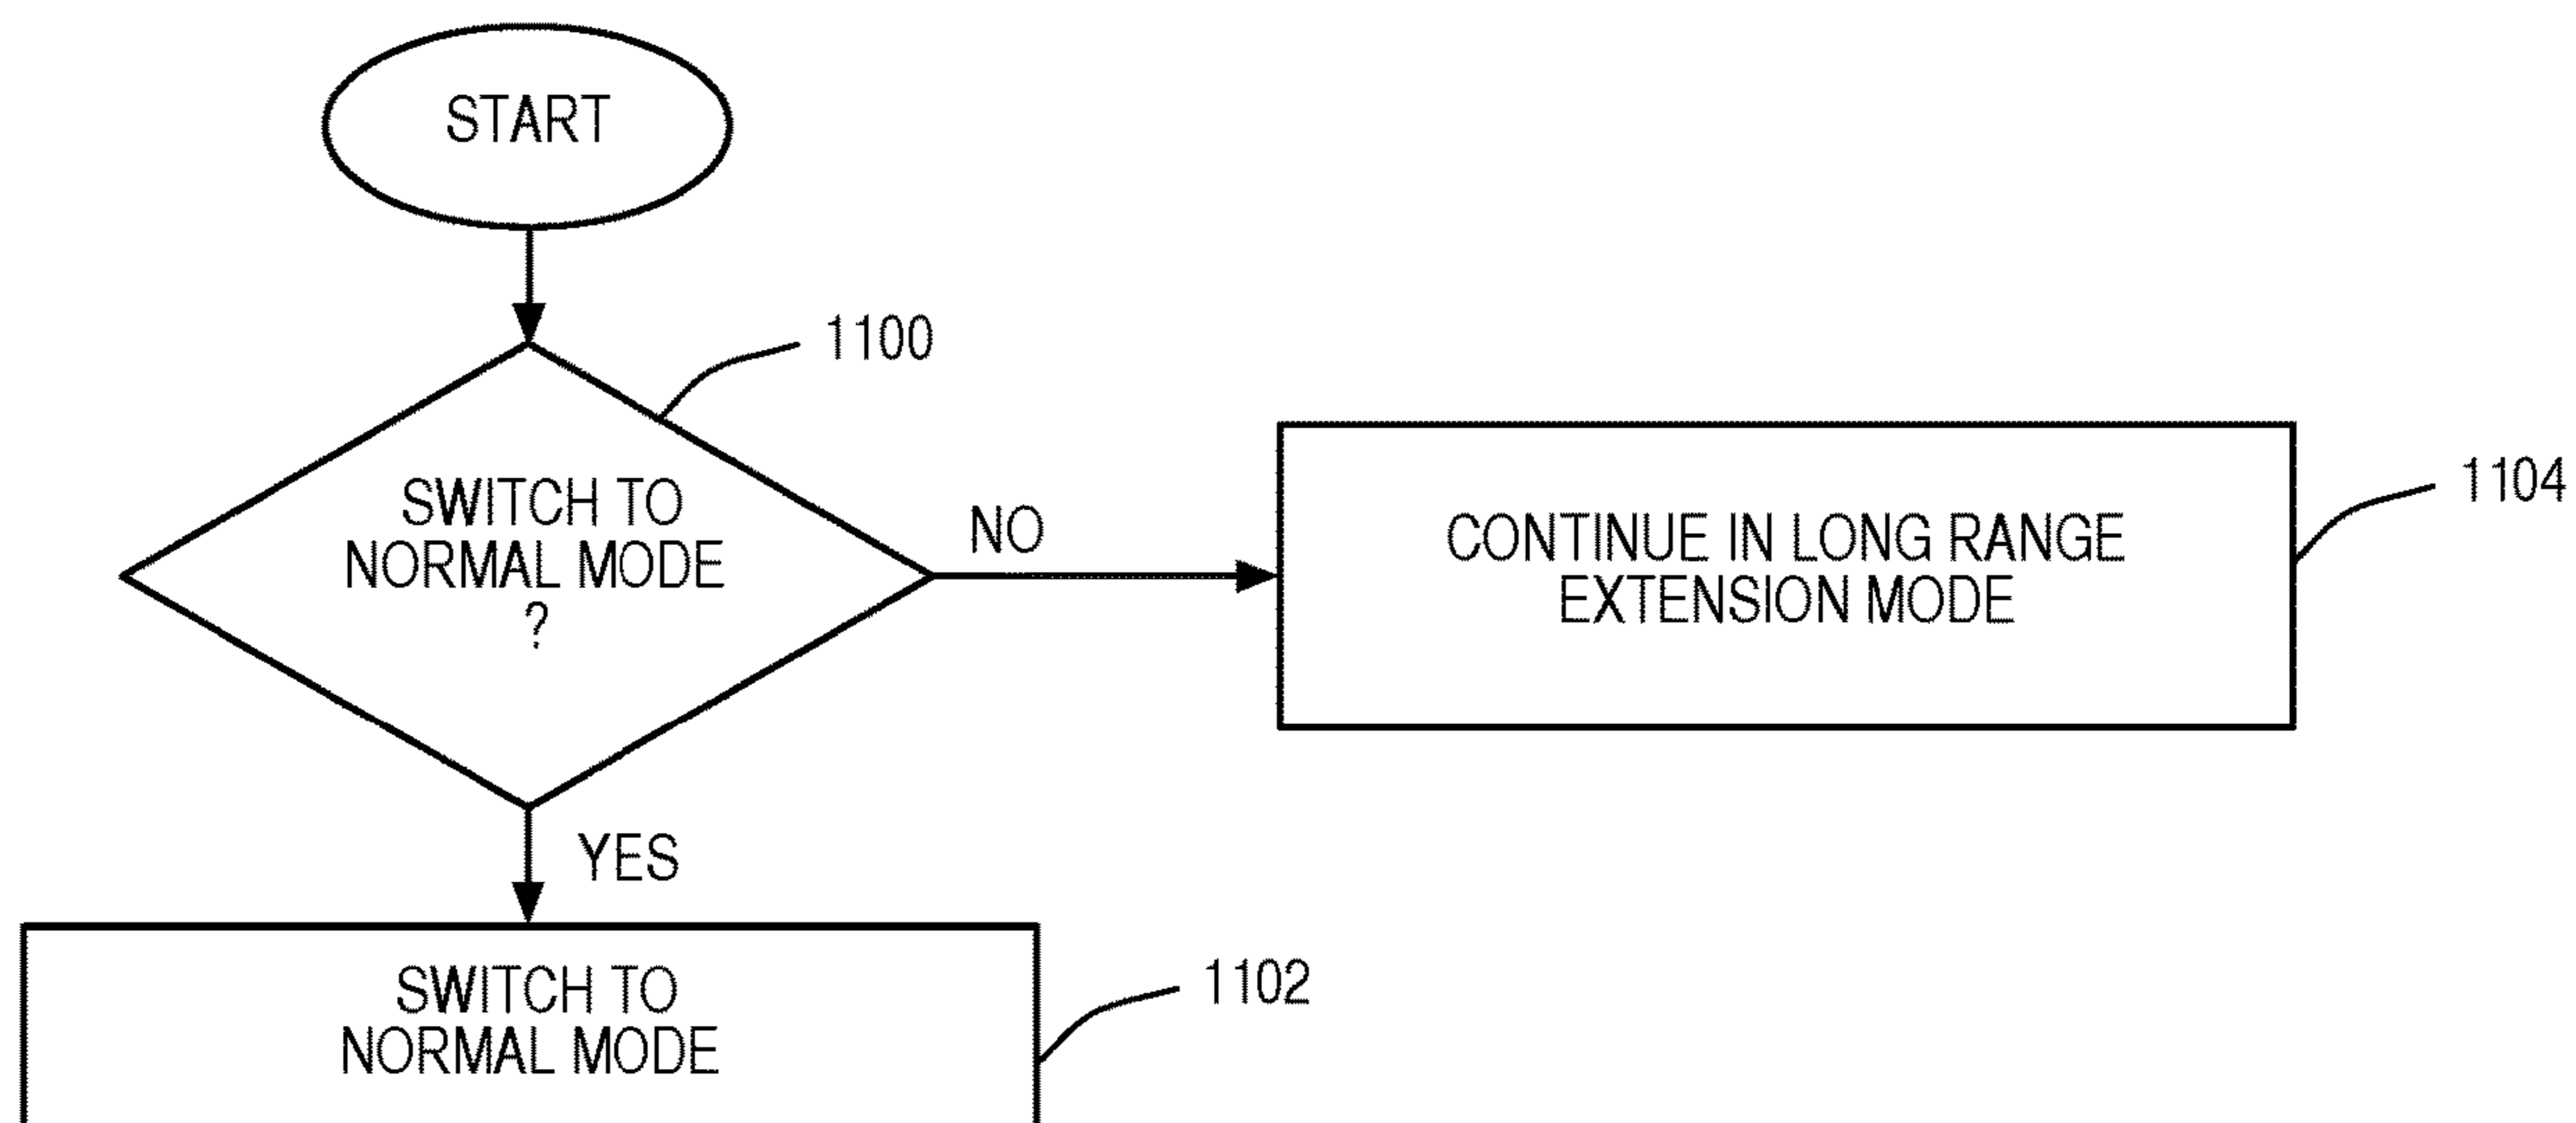 START
1100
SWITCH TO
NORMAL MODE
?
NO
CONTINUE IN LONG RANGE
EXTENSION MODE
1104
YES
SWITCH TO
NORMAL MODE
1102